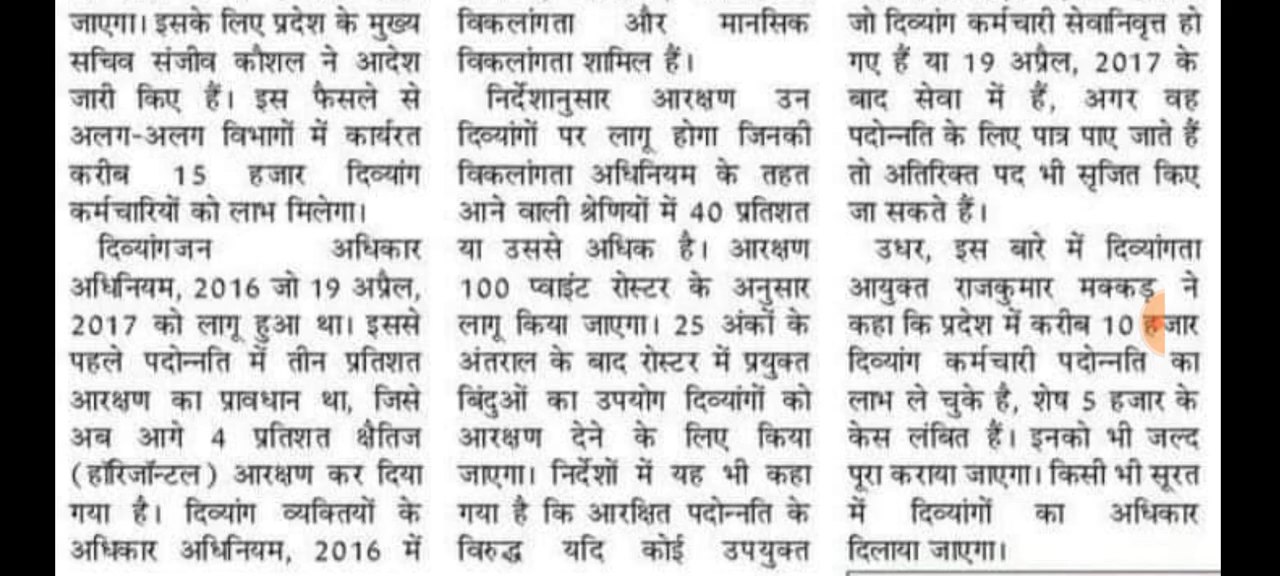 जाएगा। इसके लिए प्रदेश के मुख्य
सचिव संजीव कौशल ने आदेश
जारी किए हैं। इस फैसले से
अलग-अलग विभागों में कार्यरत
करीब 15 हजार दिव्यांग
कर्मचारियों को लाभ मिलेगा।
दिव्यांगजन अधिकार
अधिनियम, 2016 जो 19 अप्रैल,
2017 को लागू हुआ था। इससे
पहले पदोन्नति में तीन प्रतिशत
आरक्षण का प्रावधान था, जिसे
अब आगे 4 प्रतिशत क्षैतिज
(हॉरिजॉन्टल) आरक्षण कर दिया
गया है। दिव्यांग व्यक्तियों के
अधिकार अधिनियम, 2016 में
विकलांगता और मानसिक
विकलांगता शामिल हैं।
निर्देशानुसार आरक्षण उन
दिव्यांगों पर लागू होगा जिनकी
विकलांगता अधिनियम के तहत
आने वाली श्रेणियों में 40 प्रतिशत
या उससे अधिक है। आरक्षण
100 प्वाइंट रोस्टर के अनुसार
लागू किया जाएगा। 25 अंकों के
अंतराल के बाद रोस्टर में प्रयुक्त
बिंदुओं का उपयोग दिव्यांगों को
आरक्षण देने के लिए किया
जाएगा। निर्देशों में यह भी कहा
गया है कि आरक्षित पदोन्नति के
विरुद्ध यदि कोई उपयुक्त
जो दिव्यांग कर्मचारी सेवानिवृत्त हो
गए हैं या 19 अप्रैल, 2017 के
बाद सेवा में हैं, अगर वह
पदोन्नति के लिए पात्र पाए जाते हैं
तो अतिरिक्त पद भी सृजित किए
जा सकते हैं।
उधर, इस बारे में दिव्यांगता
आयुक्त राजकुमार मक्कड़ ने
कहा कि प्रदेश में करीब 10 हजार
दिव्यांग कर्मचारी पदोन्नति का
लाभ ले चुके है, शेष 5 हजार के
केस लंबित हैं। इनको भी जल्द
पूरा कराया जाएगा। किसी भी सूरत
में दिव्यांगों का अधिकार
दिलाया जाएगा।